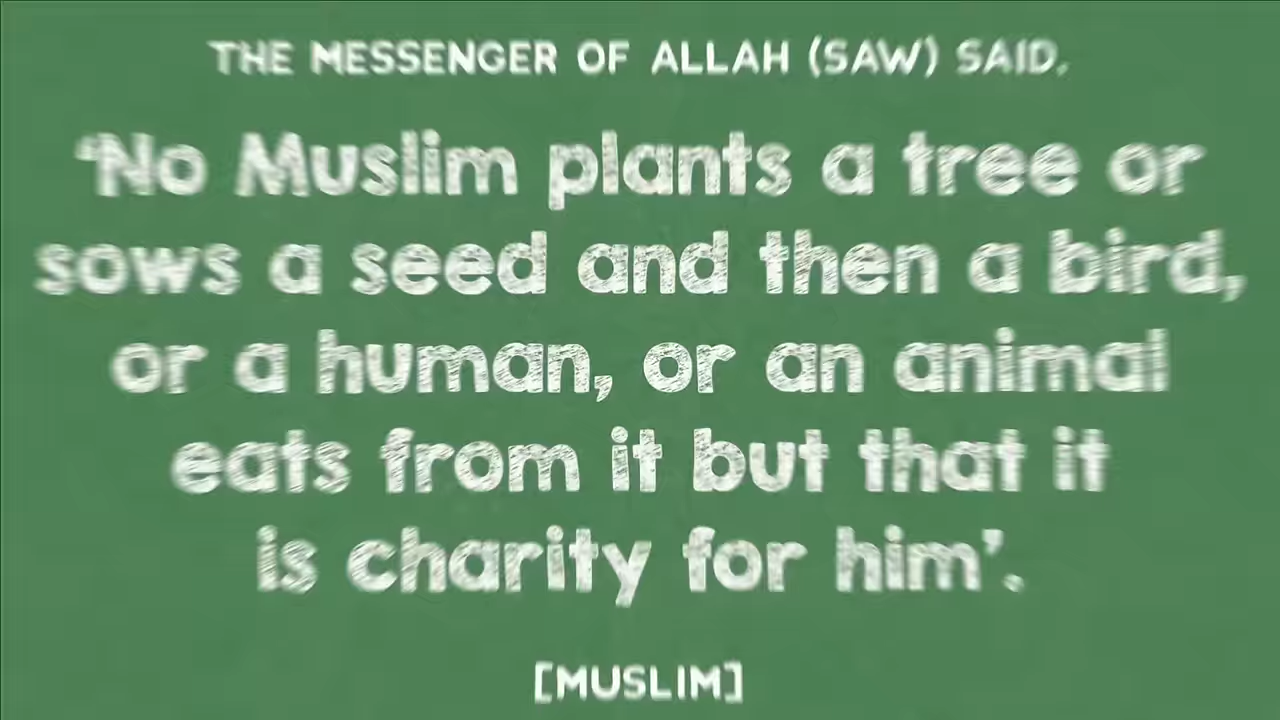 THE MESSENGER OF ALLAH (SAW) SAID,
‘No Muslim plants a tree or
sows a seed and then a bird,
or a human, or an animal
eats from it but that it
is charity for him’.
[MUSLIM]